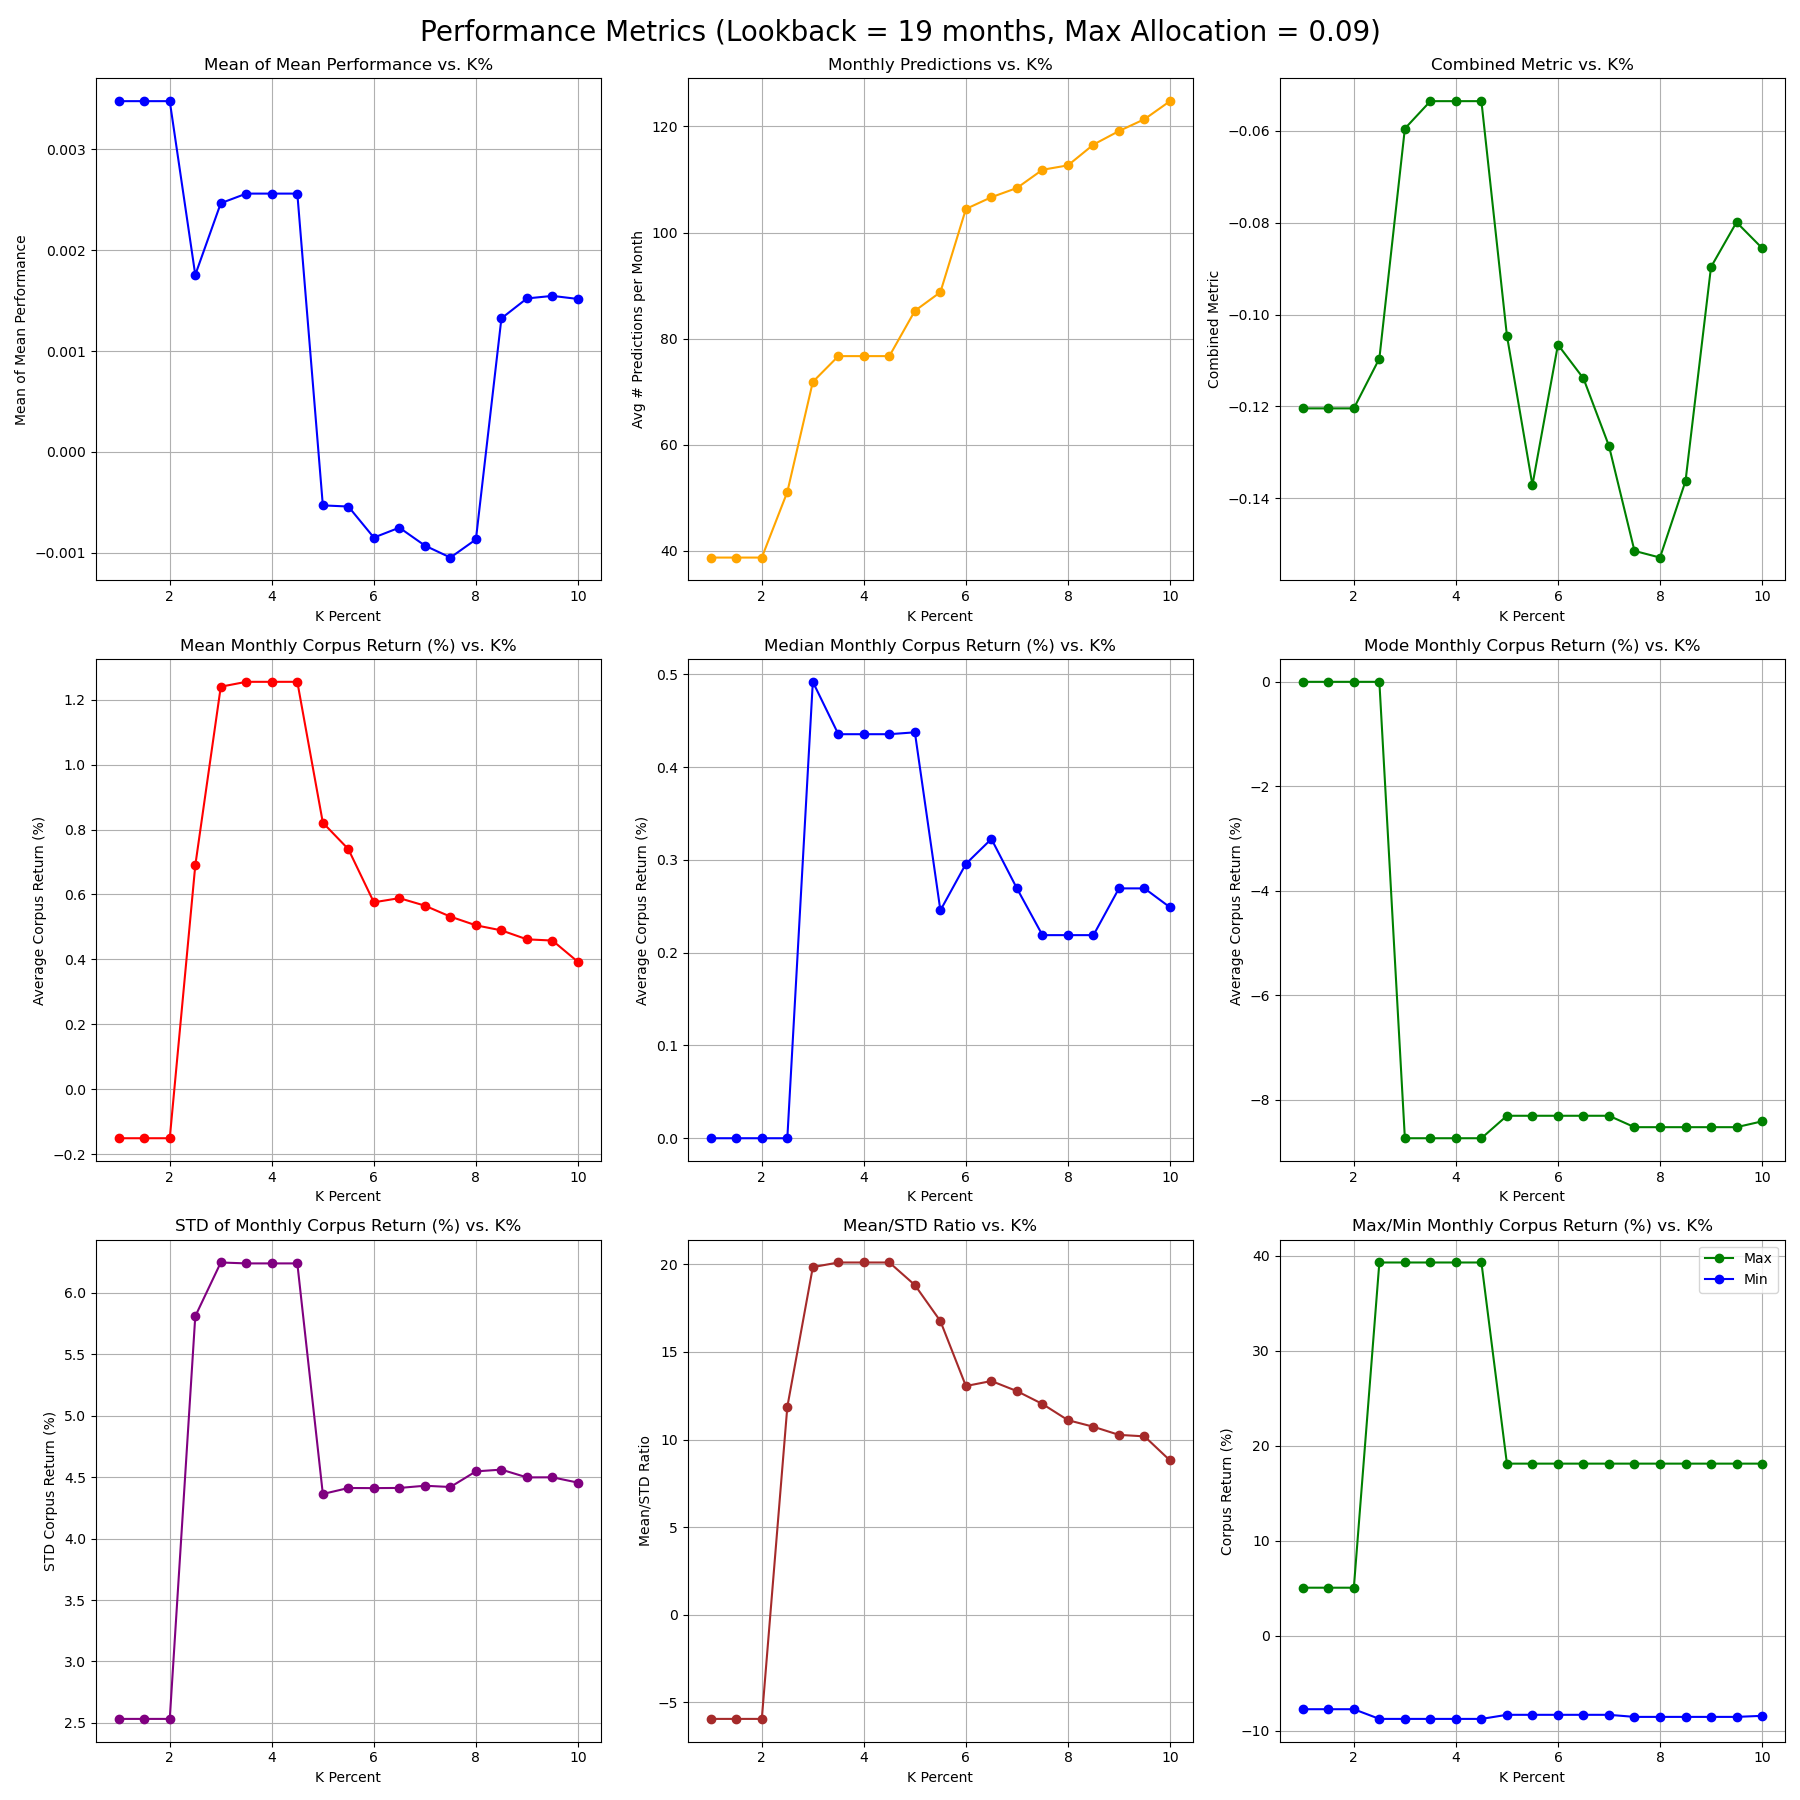 Performance Metrics (Lookback = 19 months, Max Allocation = 0.09)
Mean of Mean Performance vs. K%
Mean of Mean Performance
0.003
0.002
0.001
0.000
−0.001
2 4 6 8 10
K Percent
Monthly Predictions vs. K%
Avg # Predictions per Month
120
100
80
60
40
2 4 6 8 10
K Percent
Combined Metric vs. K%
Combined Metric
−0.06
−0.08
−0.10
−0.12
−0.14
2 4 6 8 10
K Percent
Mean Monthly Corpus Return (%) vs. K%
Average Corpus Return (%)
1.2
1.0
0.8
0.6
0.4
0.2
0.0
−0.2
2 4 6 8 10
K Percent
Median Monthly Corpus Return (%) vs. K%
Average Corpus Return (%)
0.5
0.4
0.3
0.2
0.1
0.0
2 4 6 8 10
K Percent
Mode Monthly Corpus Return (%) vs. K%
Average Corpus Return (%)
0
−2
−4
−6
−8
2 4 6 8 10
K Percent
STD of Monthly Corpus Return (%) vs. K%
STD Corpus Return (%)
6.0
5.5
5.0
4.5
4.0
3.5
3.0
2.5
2 4 6 8 10
K Percent
Mean/STD Ratio vs. K%
Mean/STD Ratio
20
15
10
5
0
−5
2 4 6 8 10
K Percent
Max/Min Monthly Corpus Return (%) vs. K%
Corpus Return (%)
40
30
20
10
0
−10
Max
Min
2 4 6 8 10
K Percent